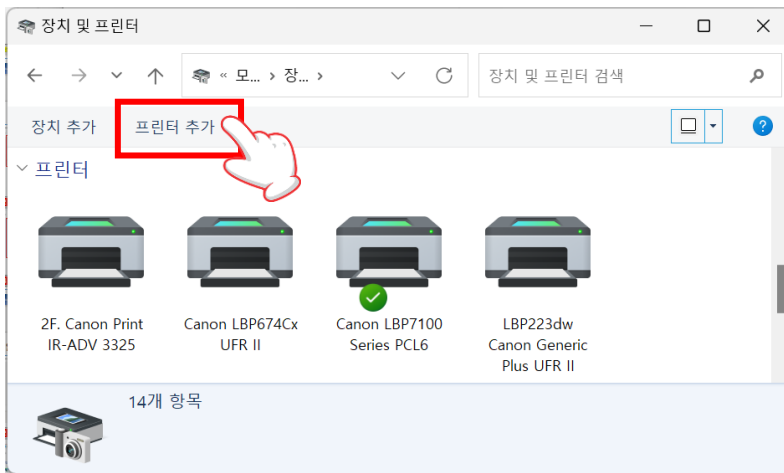 장치 및 프린터
« 모... › 장... ›
장치 및 프린터 검색
장치 추가
프린터 추가
?
프린터
2F. Canon Print
IR-ADV 3325
Canon LBP674Cx
UFR II
Canon LBP7100
Series PCL6
LBP223dw
Canon Generic
Plus UFR II
14개 항목